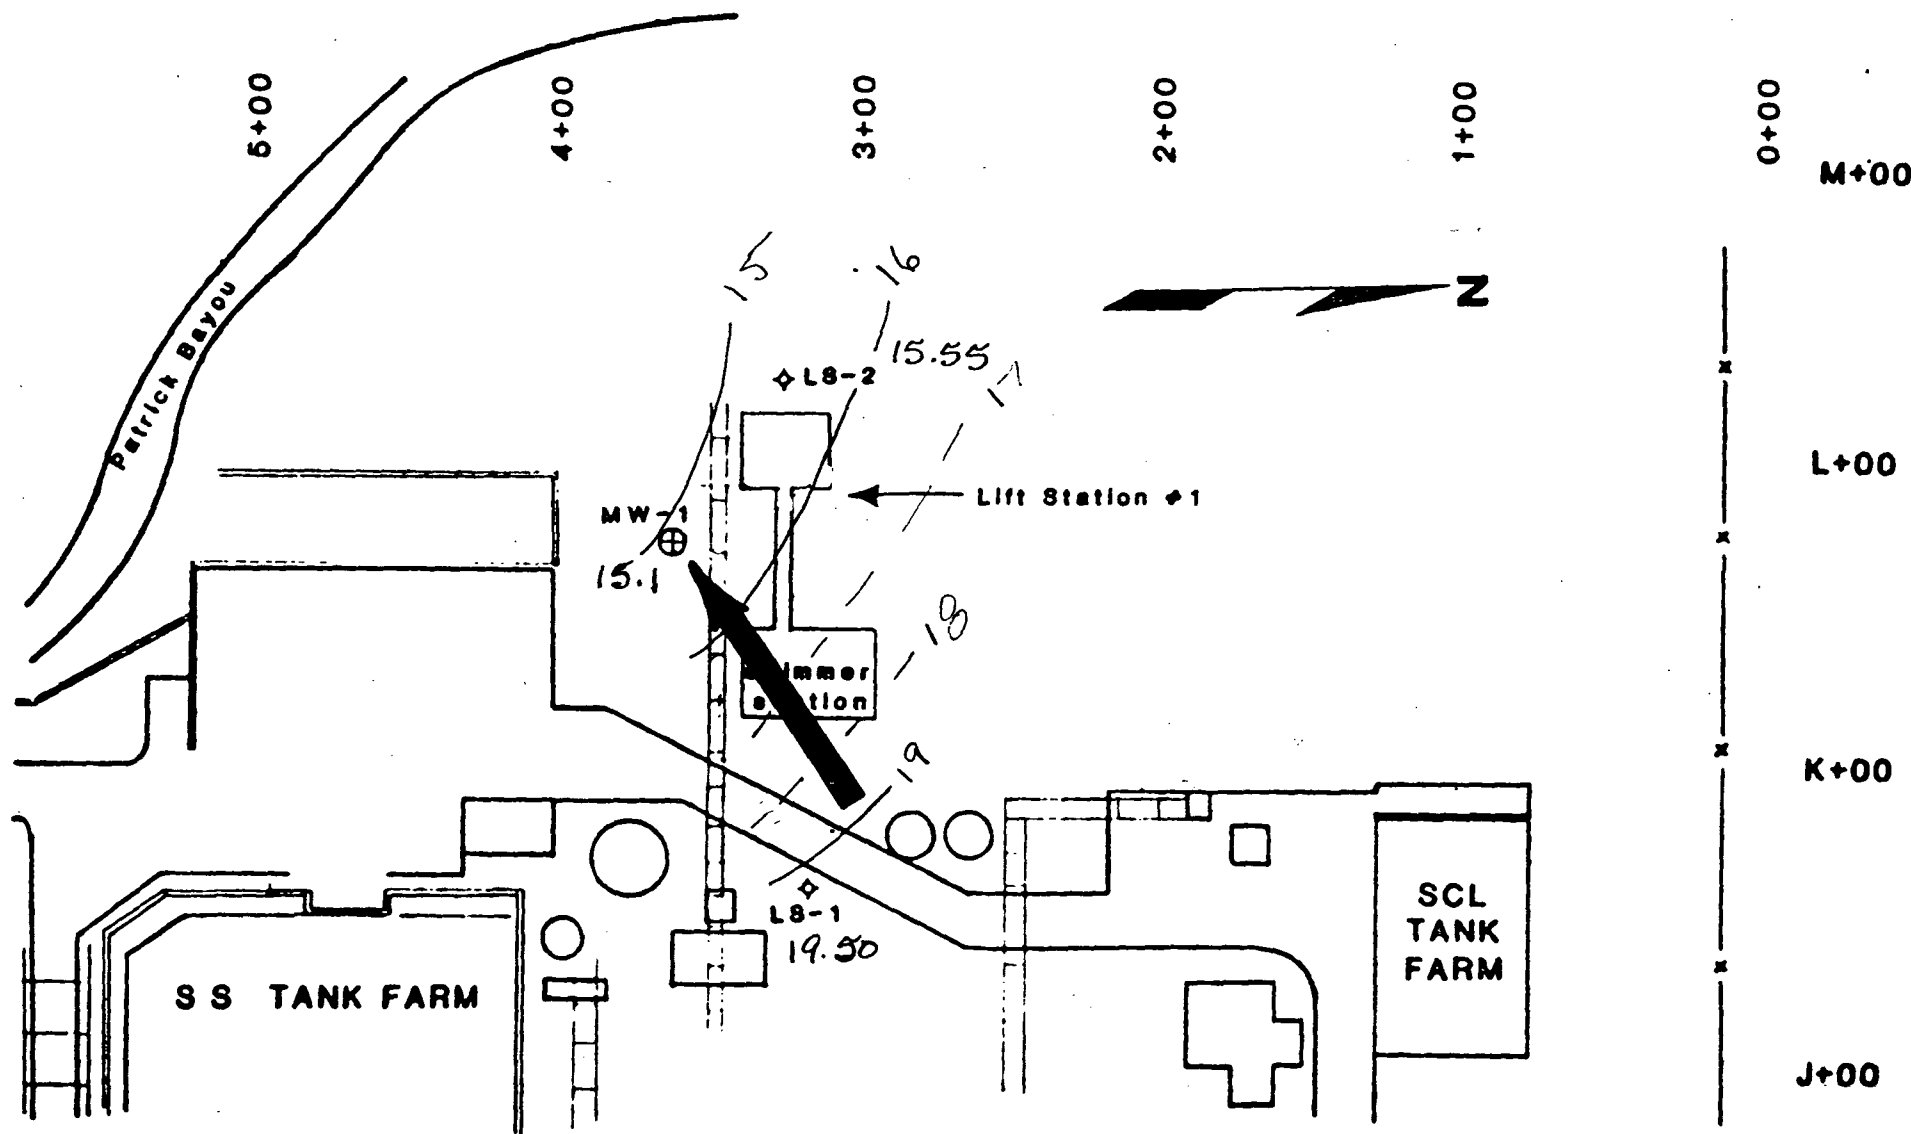 5+00
4+00
3+00
2+00
1+00
0+00
M+00
15
16
N
Patrick Bayou
15.55
LS-2
17
L+00
Lift Station #1
MW-1
15.1
18
immer
station
19
K+00
LS-1
19.50
SCL
TANK
FARM
SS TANK FARM
J+00